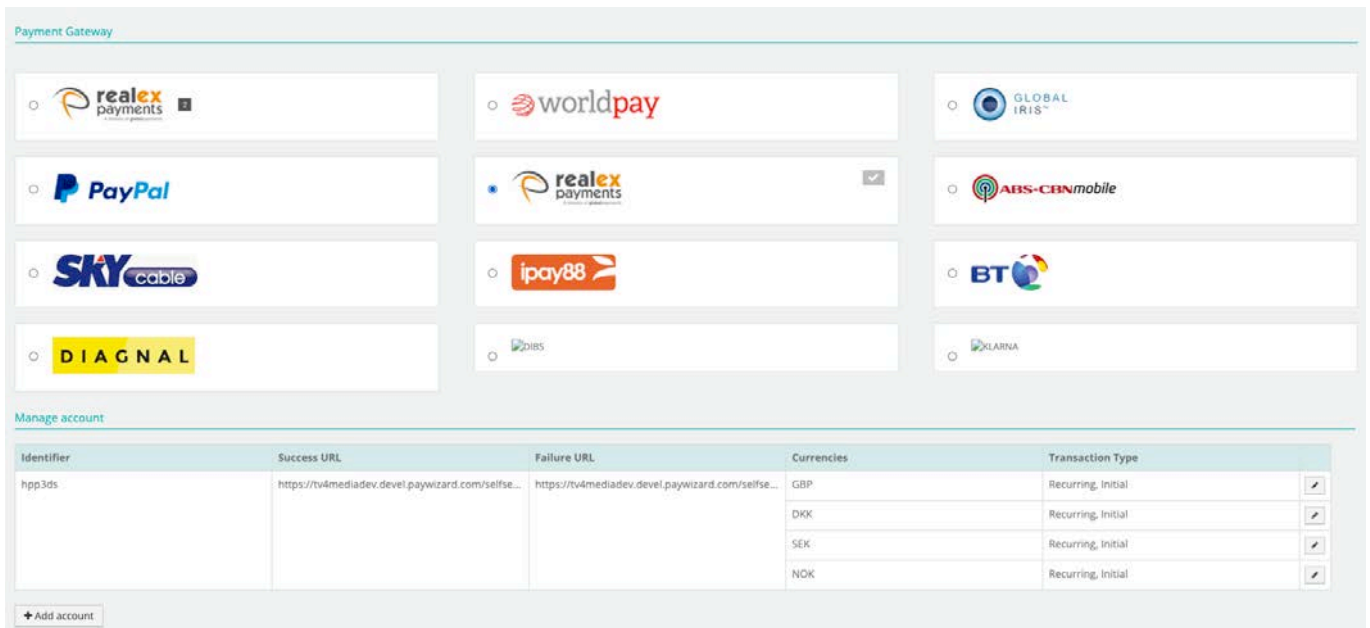 Payment Gateway
realex payments 2
worldpay
GLOBAL IRIS™
PayPal
realex payments
ABS-CBNmobile
SKY cable
ipay88
BT
DIAGNAL
DIBS
KLARNA
Manage account
Identifier Success URL Failure URL Currencies Transaction Type
hpp3ds https://tv4mediadev.devel.paywizard.com/selfse... https://tv4mediadev.devel.paywizard.com/selfse... GBP Recurring, Initial
DKK Recurring, Initial
SEK Recurring, Initial
NOK Recurring, Initial
+ Add account